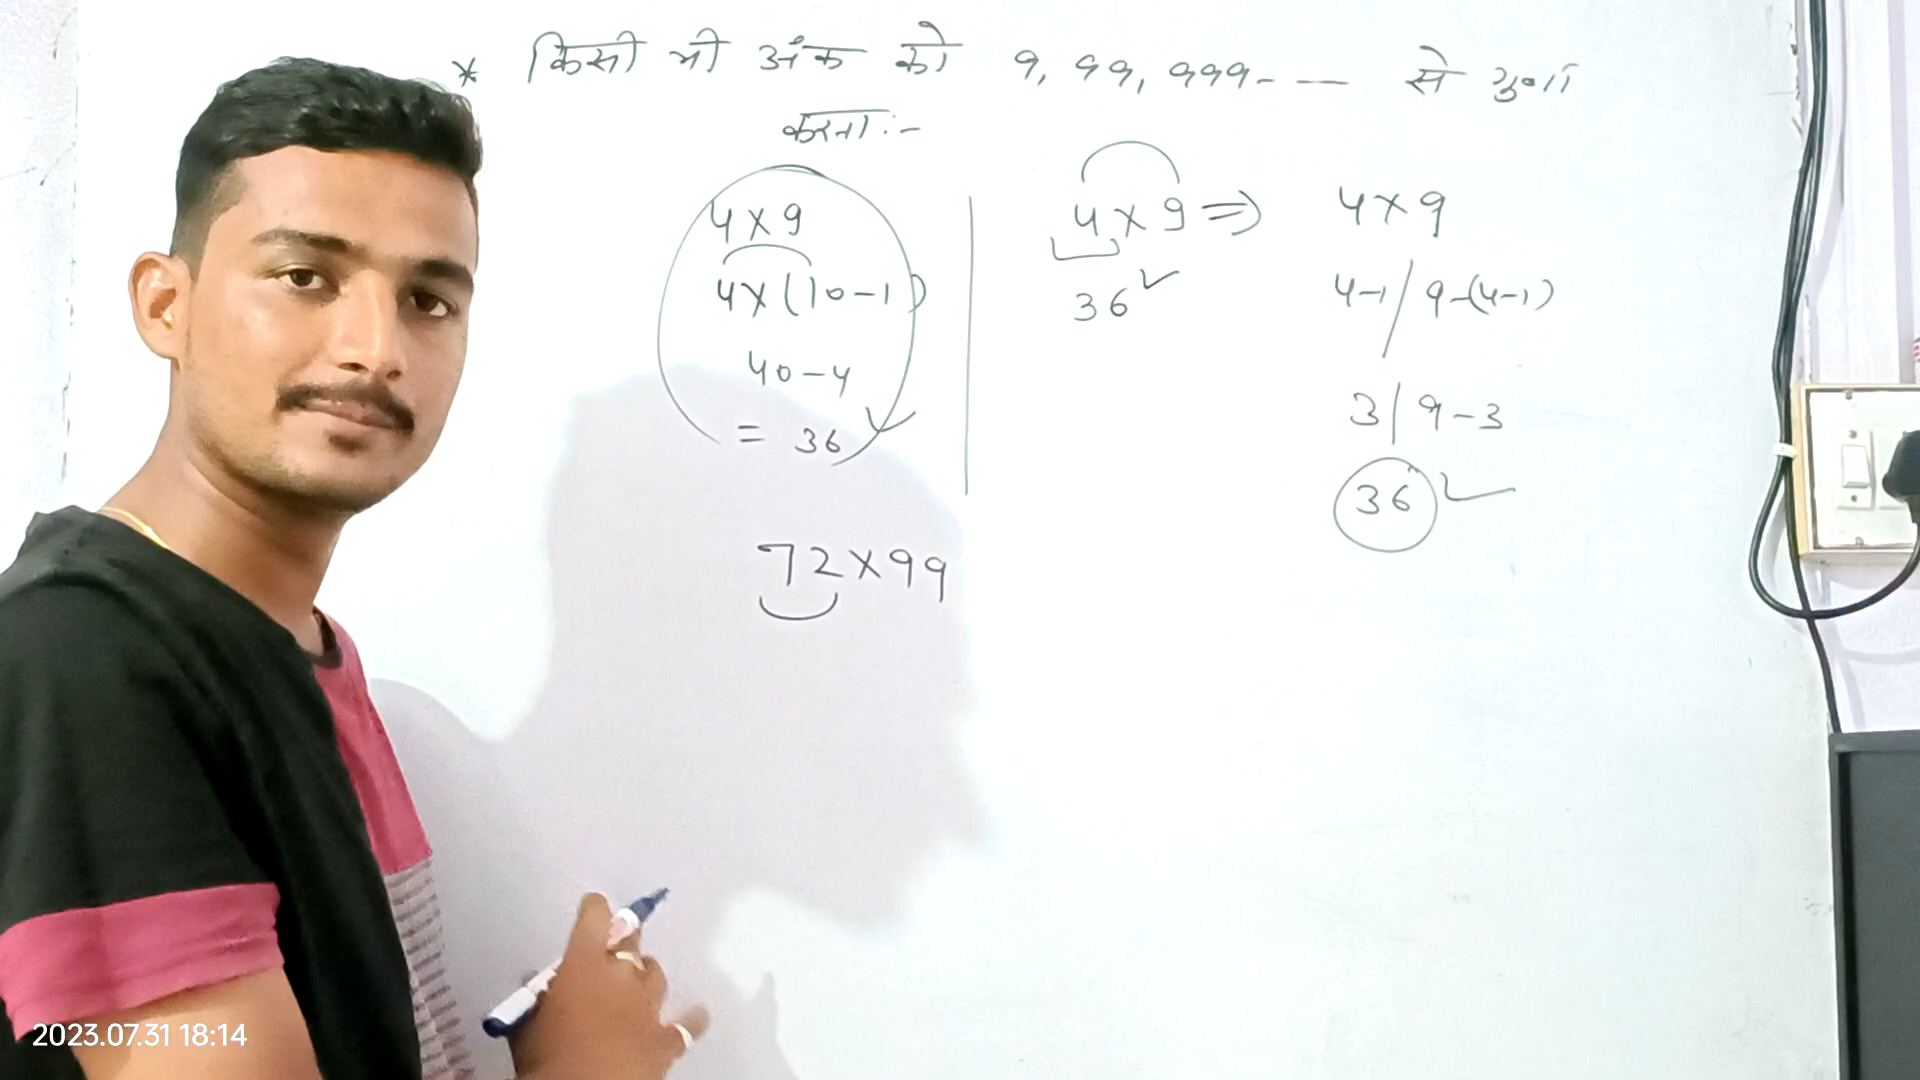 * किसी भी अंक को 9, 99, 999- — से गुणा
करना :-
4 × 9
4 × (10 - 1)
40 - 4
= 36
4 × 9 ⇒
36 ✓
4 × 9
4-1 / 9-(4-1)
3 | 9 - 3
36 ✓
72 × 99
2023.07.31 18:14